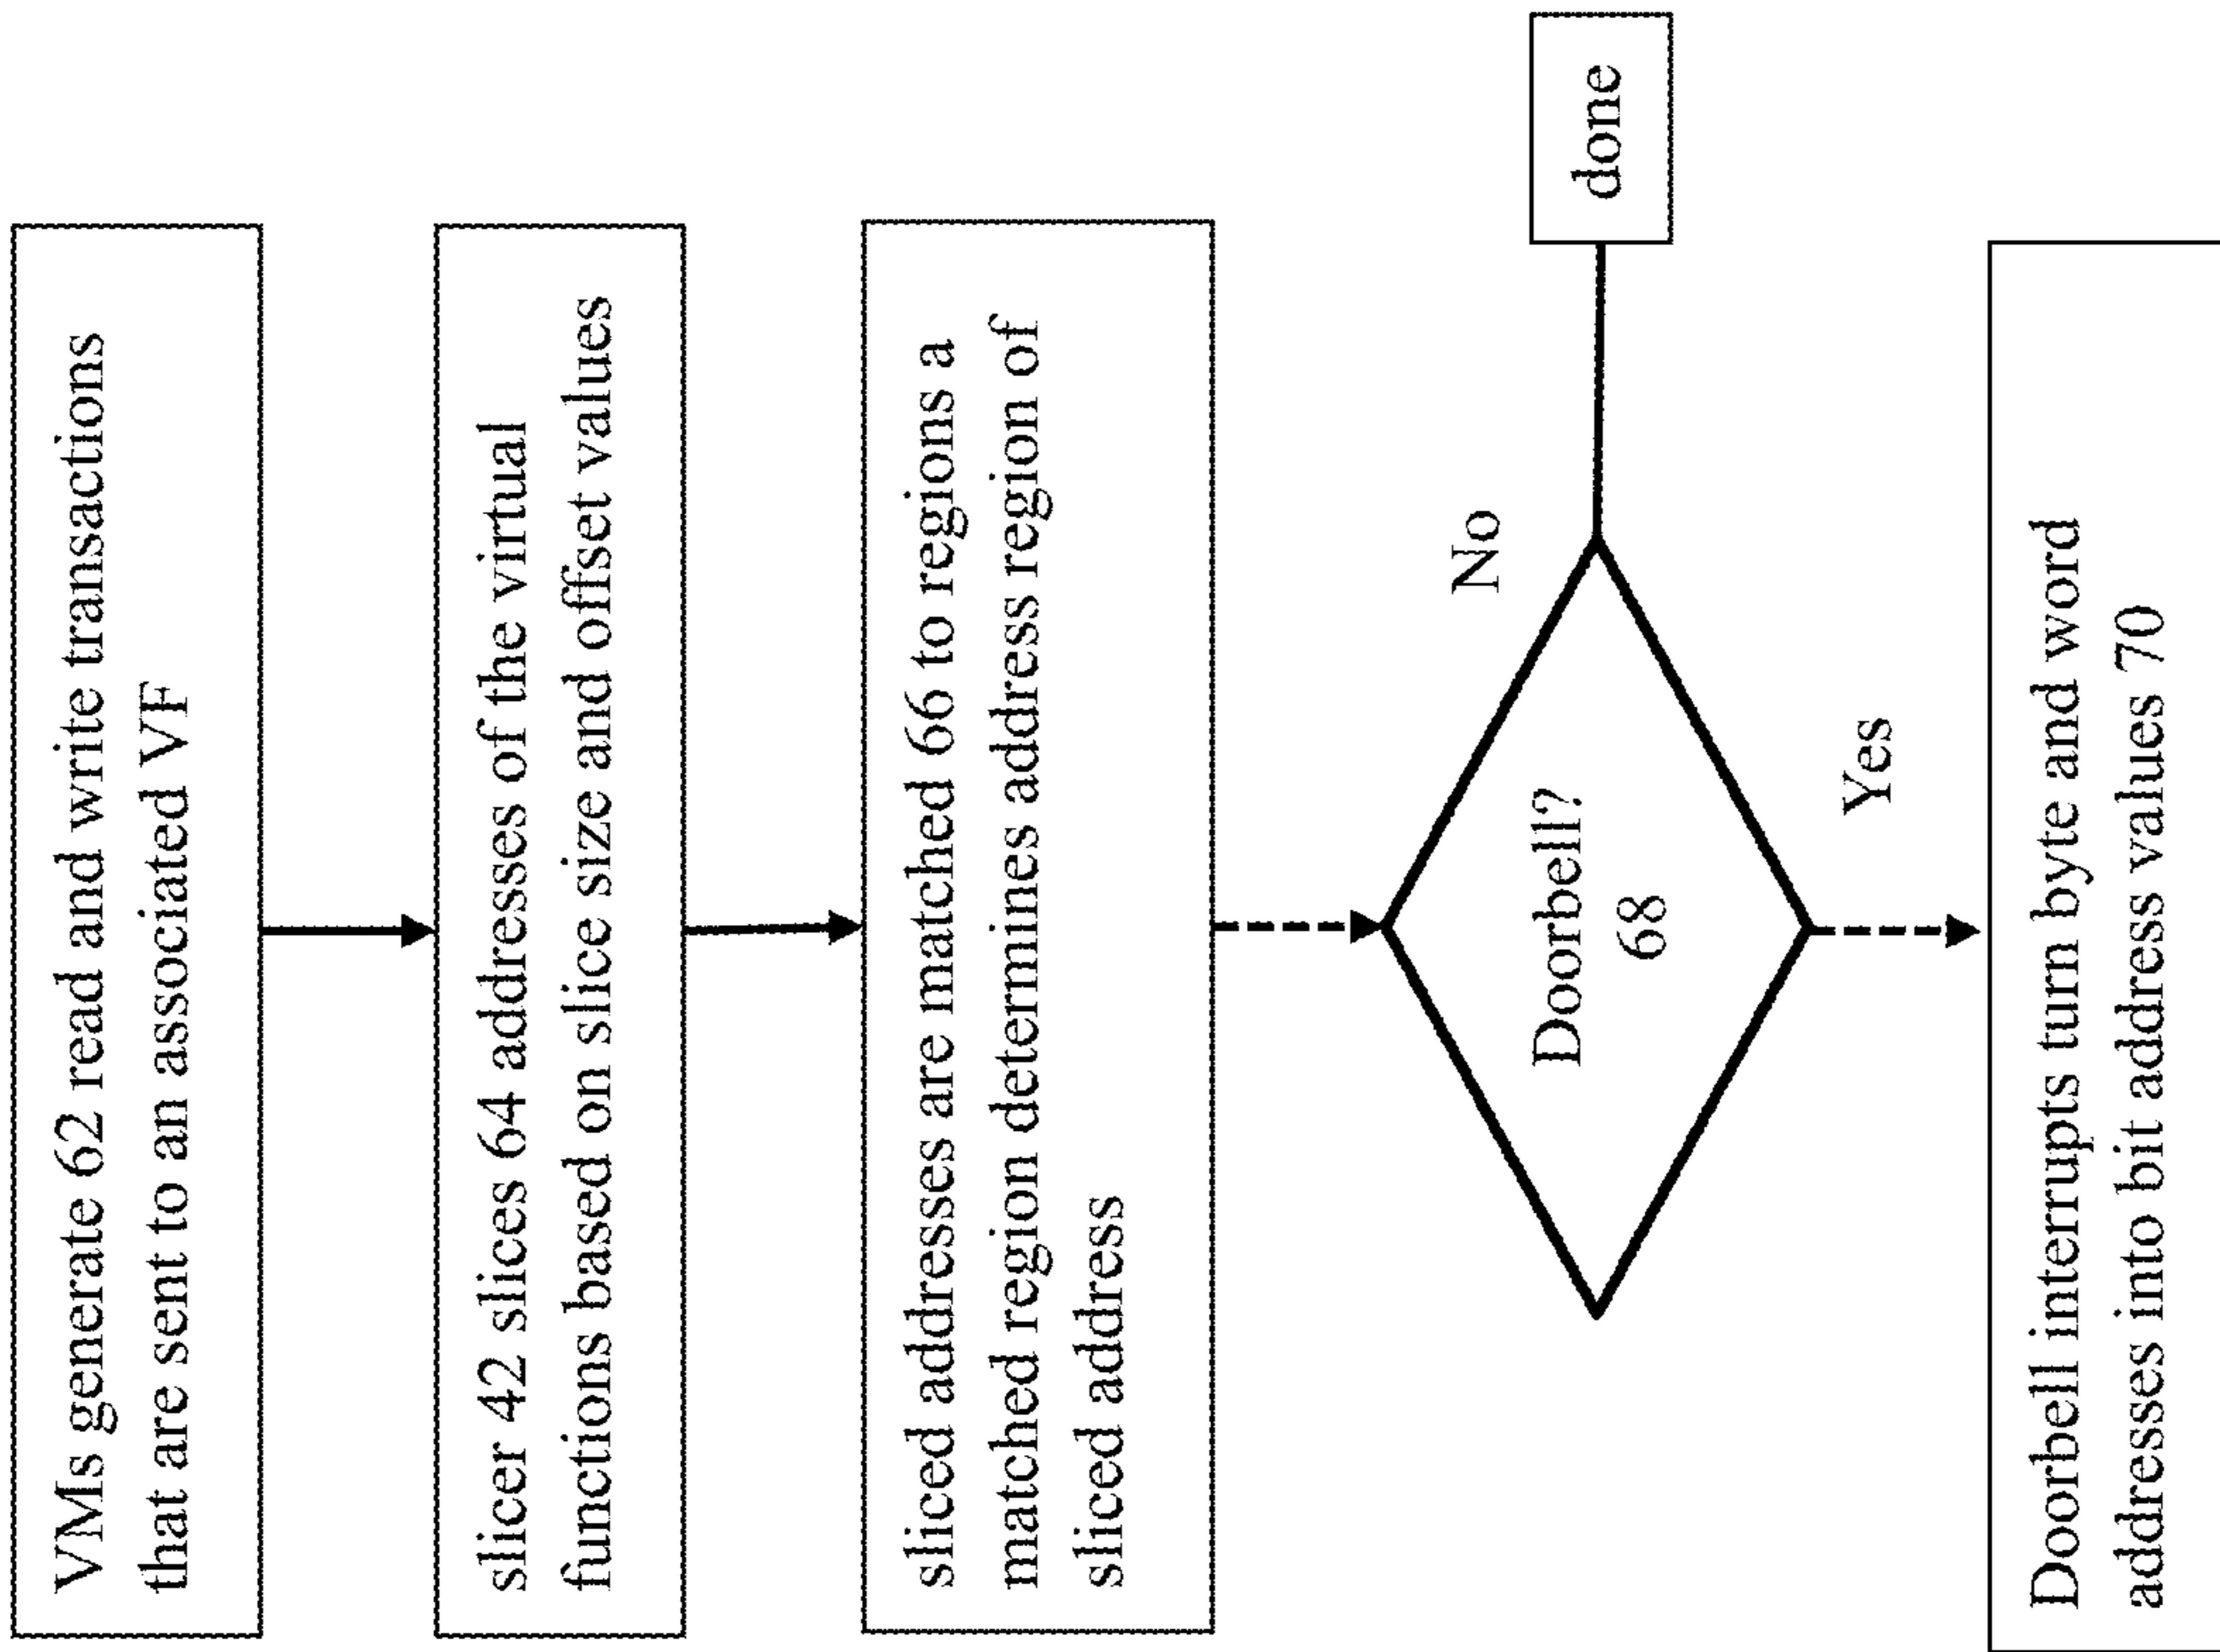 VMs generate 62 read and write transactions
that are sent to an associated VF
slicer 42 slices 64 addresses of the virtual
functions based on slice size and offset values
sliced addresses are matched 66 to regions a
matched region determines address region of
sliced address
Doorbell?
68
No
done
Yes
Doorbell interrupts turn byte and word
addresses into bit address values 70